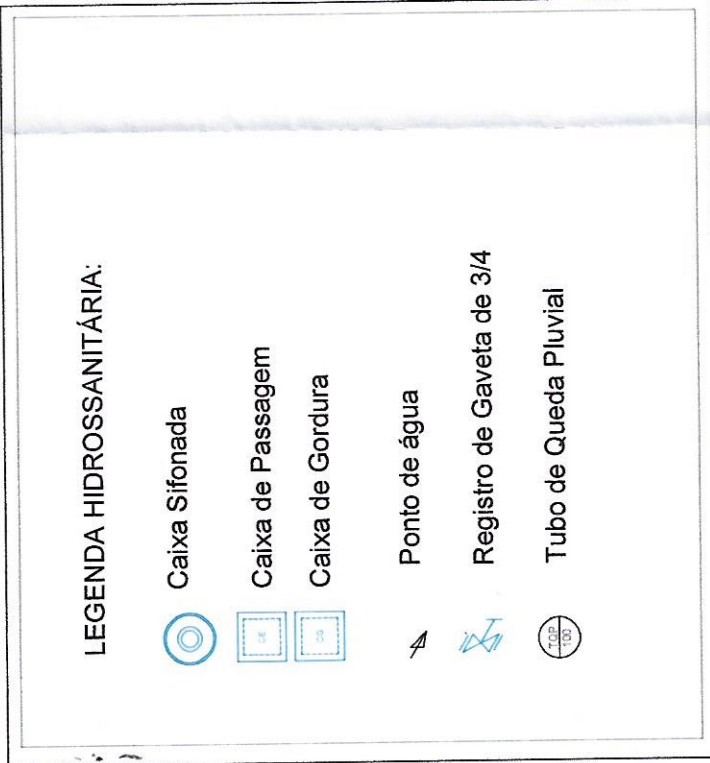 LEGENDA HIDROSSANITÁRIA:
Caixa Sifonada
Caixa de Passagem
Caixa de Gordura
Ponto de água
Registro de Gaveta de 3/4
TQP
100
Tubo de Queda Pluvial